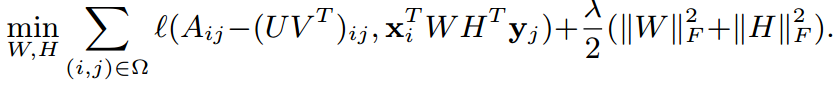 min_{W,H} ∑_{(i,j)∈Ω} ℓ(A_{ij}−(UV^T)_{ij}, x_i^T W H^T y_j)+λ/2(‖W‖_F^2+‖H‖_F^2).